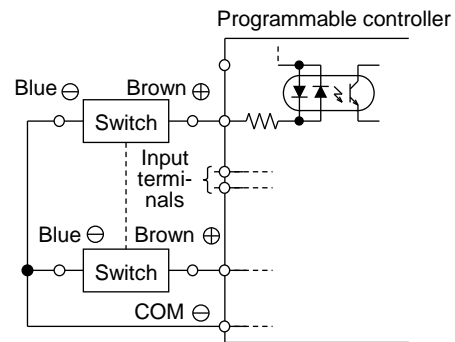 Programmable controller
Blue ⊖ Brown ⊕
Switch
Input
termi-
nals
Blue ⊖ Brown ⊕
Switch
COM ⊖